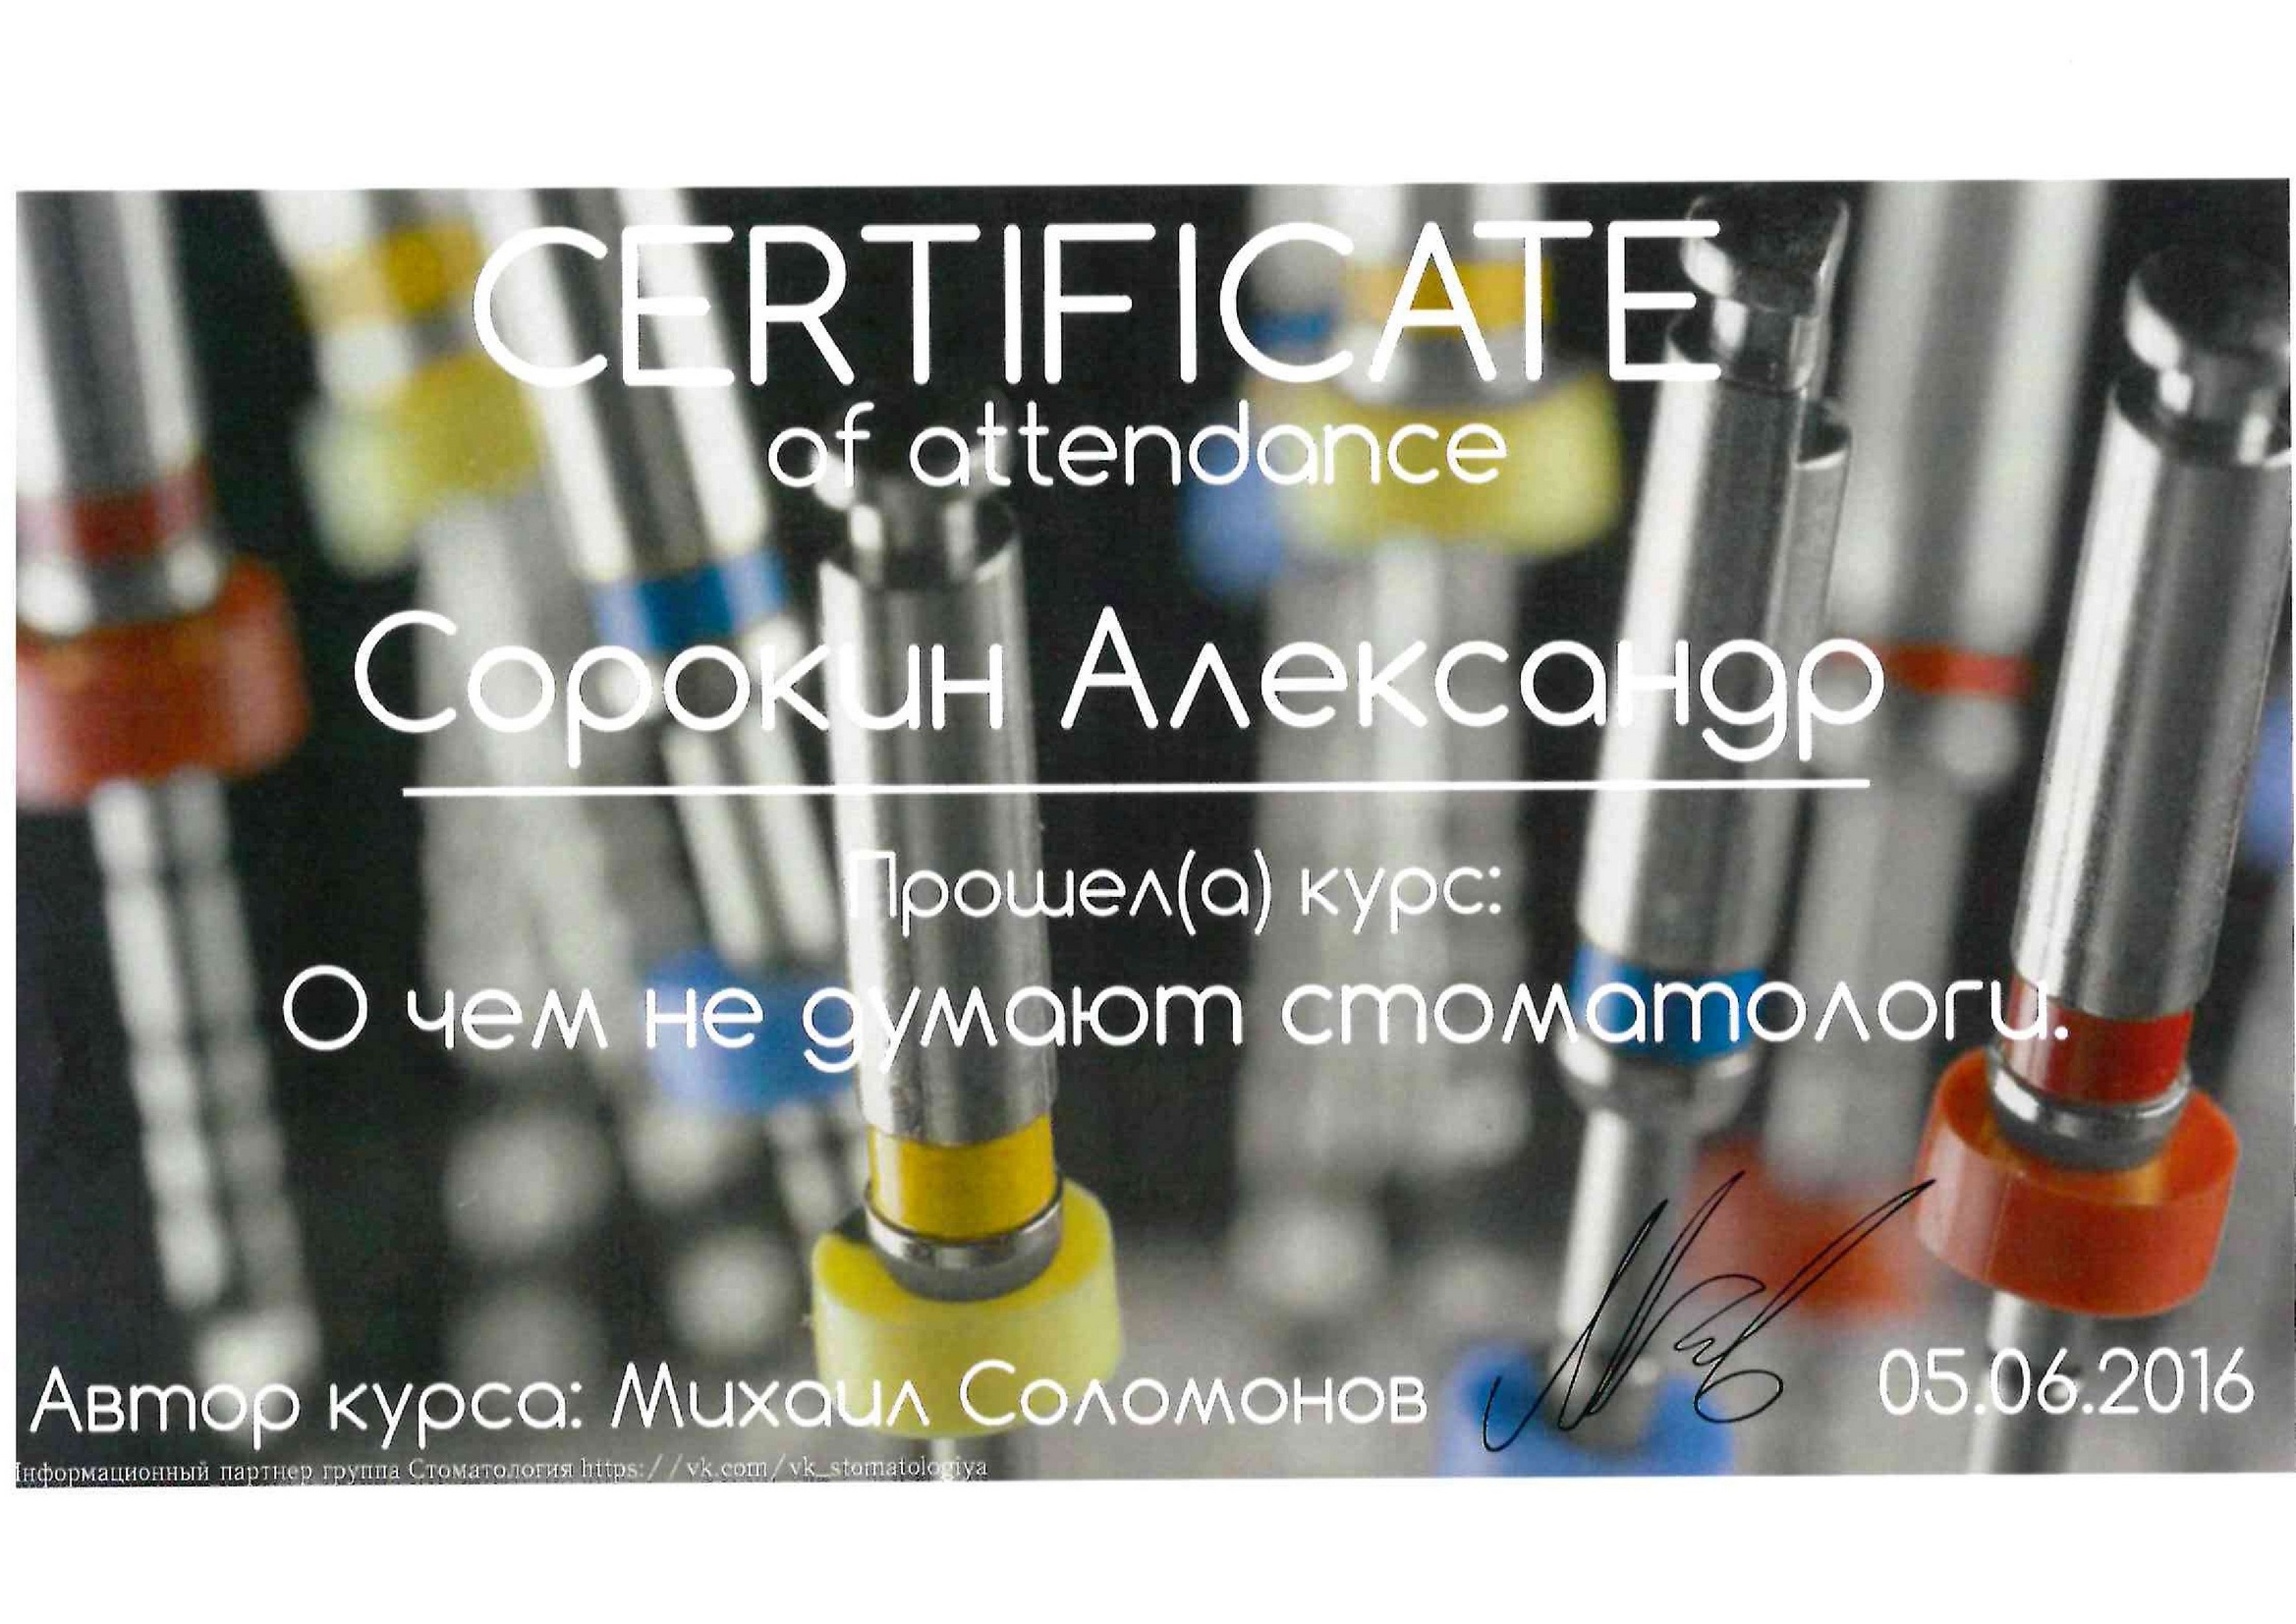 CERTIFICATE
of attendance
Сорокин Александр
Прошел(а) курс:
О чем не думают стоматологи.
Автор курса: Михаил Соломонов
05.06.2016
Информационный партнер группа Стоматология https://vk.com/vk_stomatologiya